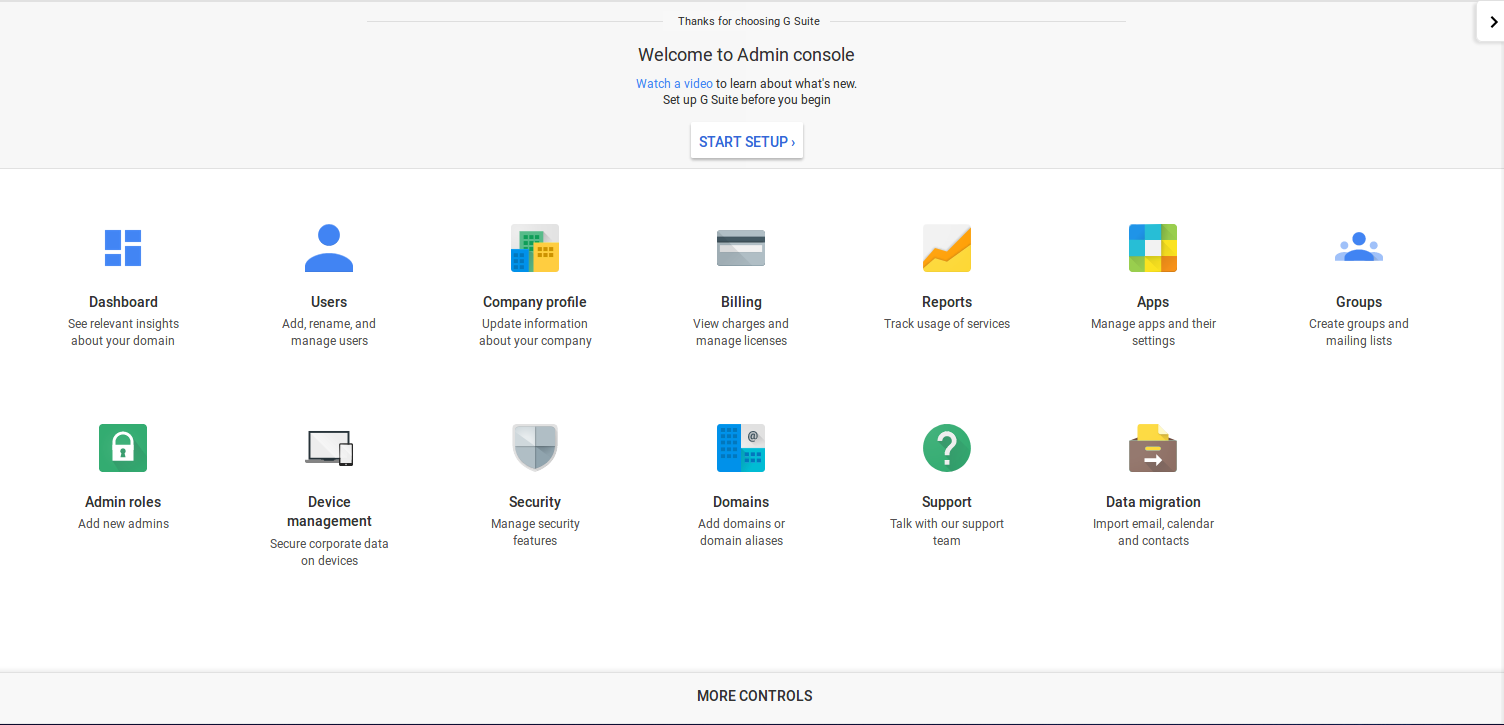 Thanks for choosing G Suite
Welcome to Admin console
Watch a video to learn about what's new.
Set up G Suite before you begin
START SETUP ›
Dashboard
See relevant insights
about your domain
Users
Add, rename, and
manage users
Company profile
Update information
about your company
Billing
View charges and
manage licenses
Reports
Track usage of services
Apps
Manage apps and their
settings
Groups
Create groups and
mailing lists
Admin roles
Add new admins
Device
management
Secure corporate data
on devices
Security
Manage security
features
@
Domains
Add domains or
domain aliases
?
Support
Talk with our support
team
Data migration
Import email, calendar
and contacts
MORE CONTROLS